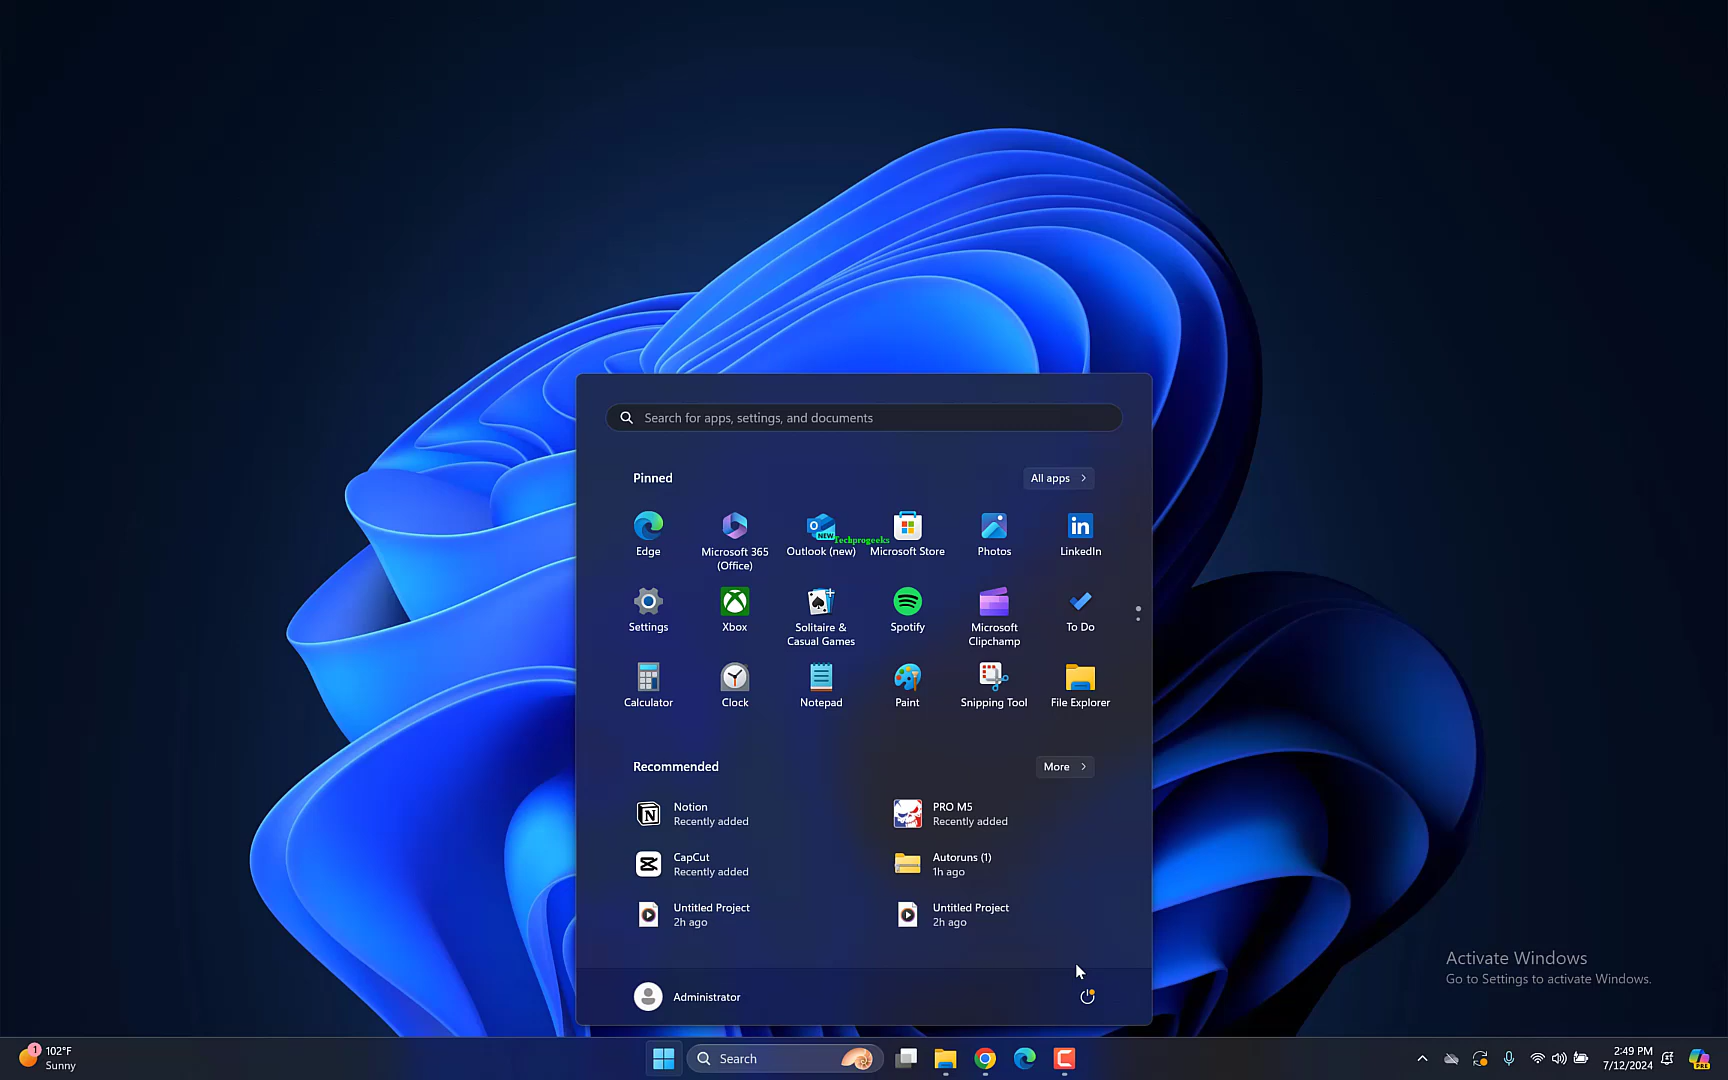 Search for apps, settings, and documents
Pinned
All apps
Techprogeeks
Edge
Microsoft 365
(Office)
Outlook (new)
Microsoft Store
Photos
LinkedIn
Settings
Xbox
Solitaire &
Casual Games
Spotify
Microsoft
Clipchamp
To Do
Calculator
Clock
Notepad
Paint
Snipping Tool
File Explorer
Recommended
More
Notion
Recently added
PRO M5
Recently added
CapCut
Recently added
Autoruns (1)
1h ago
Untitled Project
2h ago
Untitled Project
2h ago
Activate Windows
Go to Settings to activate Windows.
Administrator
1
102°F
Sunny
Search
2:49 PM
7/12/2024
PRE
NEW
in